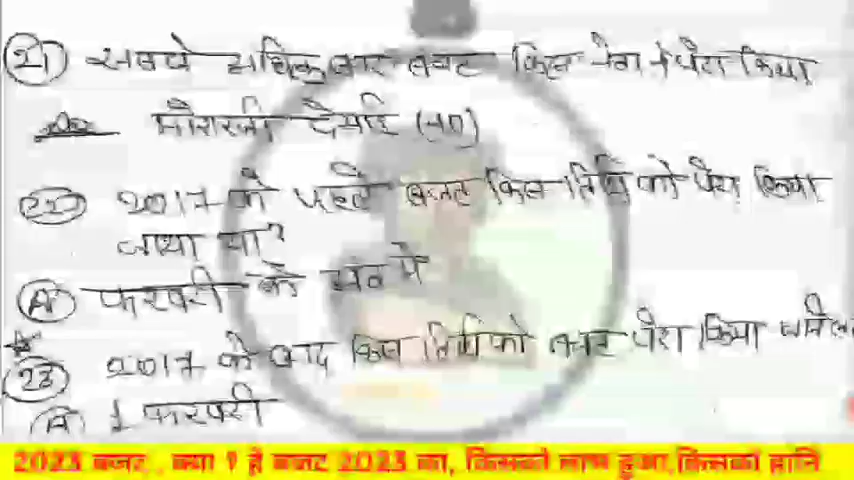 21 सबसे अधिक बार बजट किस ने पेश किया
मोरारजी देसाई (10)
22 2017 के पहले बजट किस तिथि को पेश किया
जाता था?
A फरवरी के अंत मे
23 2017 के बाद किस तिथि को बजट पेश किया
A 1 फरवरी
2023 बजट , क्या ? है बजट 2023 का, किसको लाभ हुआ,किसको हानि